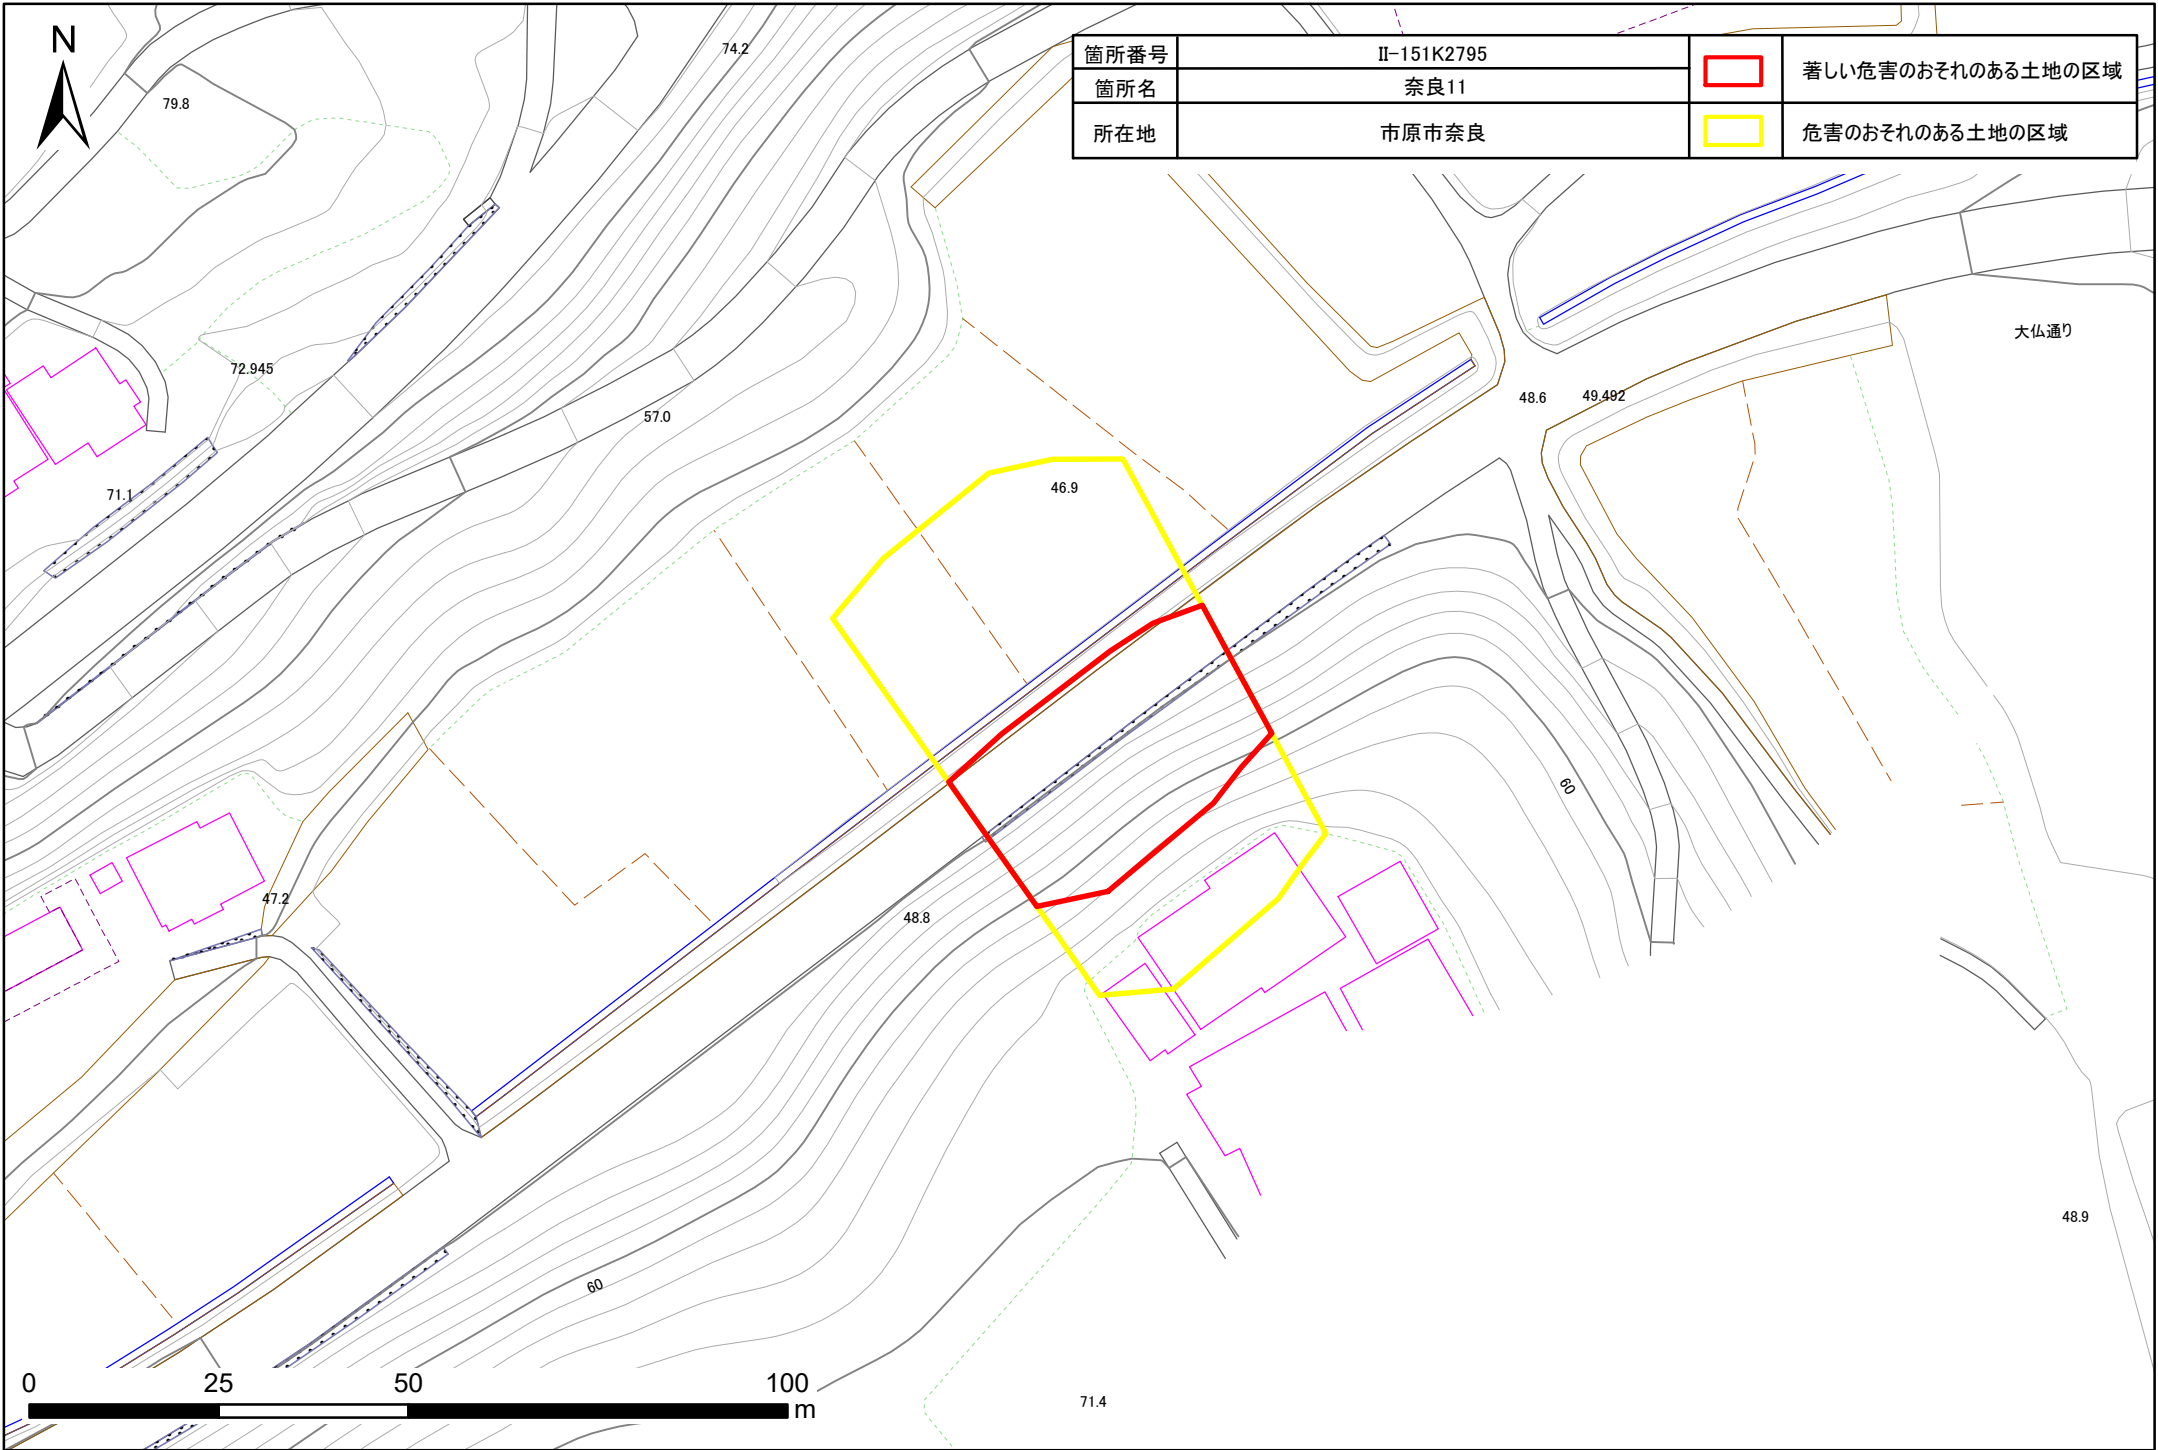 N
箇所番号 II-151K2795
箇所名 奈良11
所在地 市原市奈良
著しい危害のおそれのある土地の区域
危害のおそれのある土地の区域
74.2
79.8
大仏通り
72.945
48.6
49.492
57.0
46.9
71.1
60
47.2
48.8
48.9
60
71.4
0 25 50 100 m